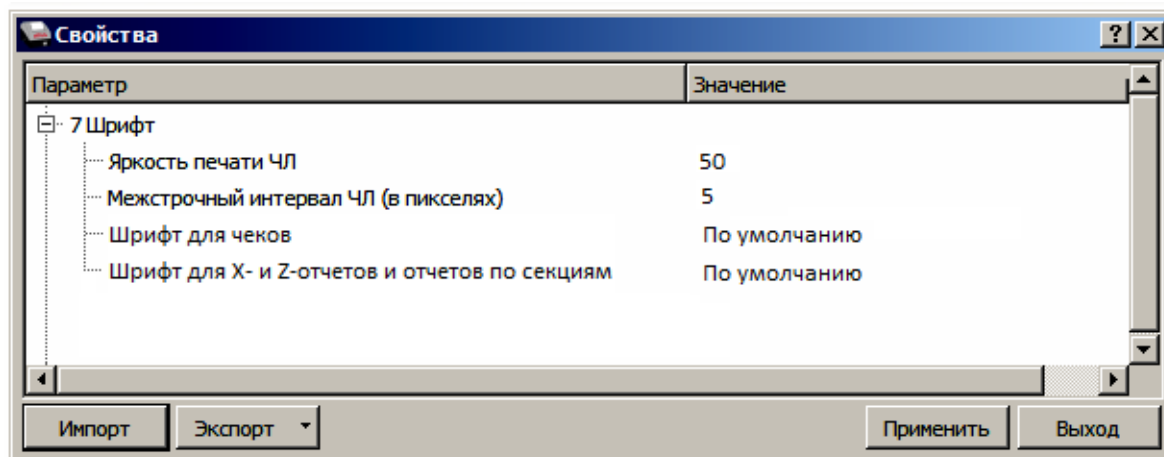 Свойства
Параметр Значение
7 Шрифт
Яркость печати ЧЛ 50
Межстрочный интервал ЧЛ (в пикселях) 5
Шрифт для чеков По умолчанию
Шрифт для X- и Z-отчетов и отчетов по секциям По умолчанию
Импорт Экспорт Применить Выход